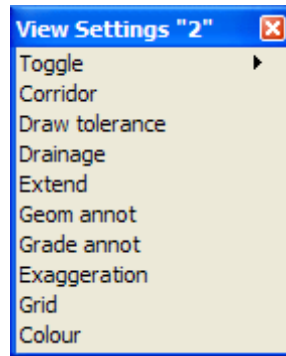 View Settings "2"
Toggle
Corridor
Draw tolerance
Drainage
Extend
Geom annot
Grade annot
Exaggeration
Grid
Colour